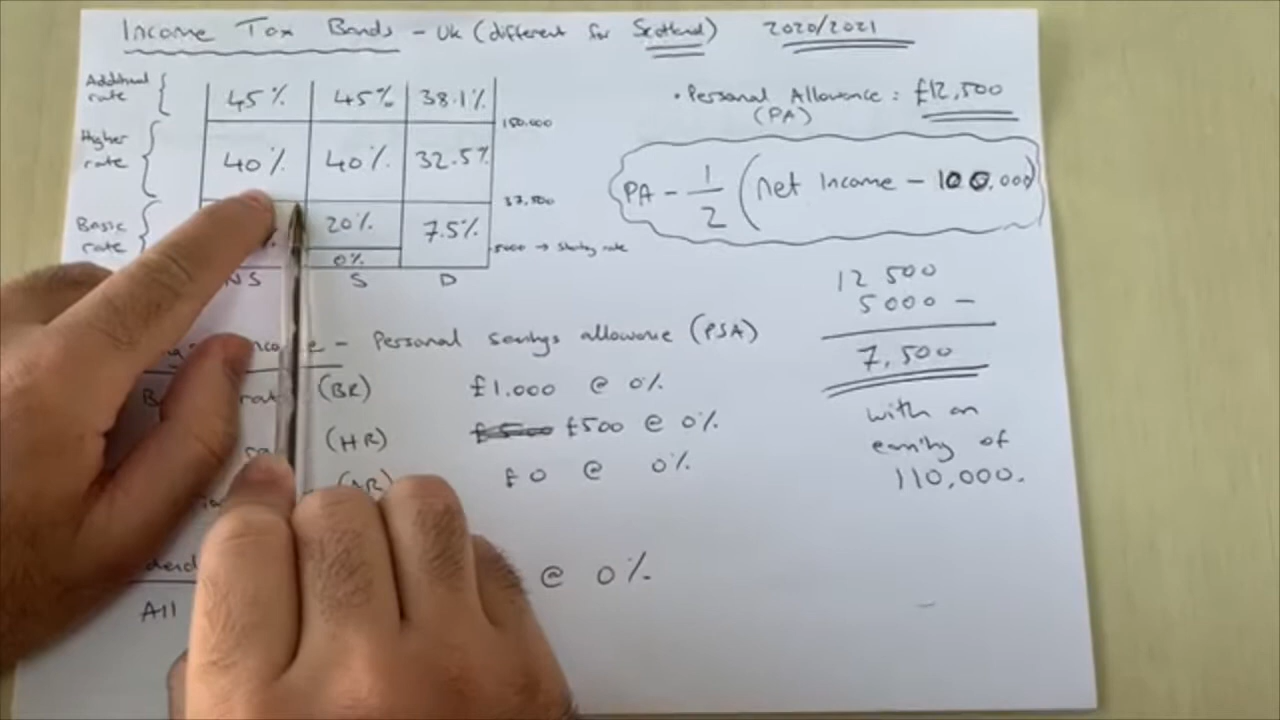 Income Tax Bands - UK (different for Scotland) 2020/2021
Additional rate
45% 45% 38.1%
150.000
Higher rate
40% 40% 32.5%
37,500
Basic rate
% 20% 7.5%
5000 → Starting rate
0%
NS S D
• Personal Allowance : £12,500
(PA)
PA - 1/2 (net Income - 100,000)
12 500
5000 -
7,500
with an
earning of
110,000.
- Personal savings allowance (PSA)
(BR) £1.000 @ 0%
(HR) £500 @ 0%
(AR) £0 @ 0%
@ 0%
All